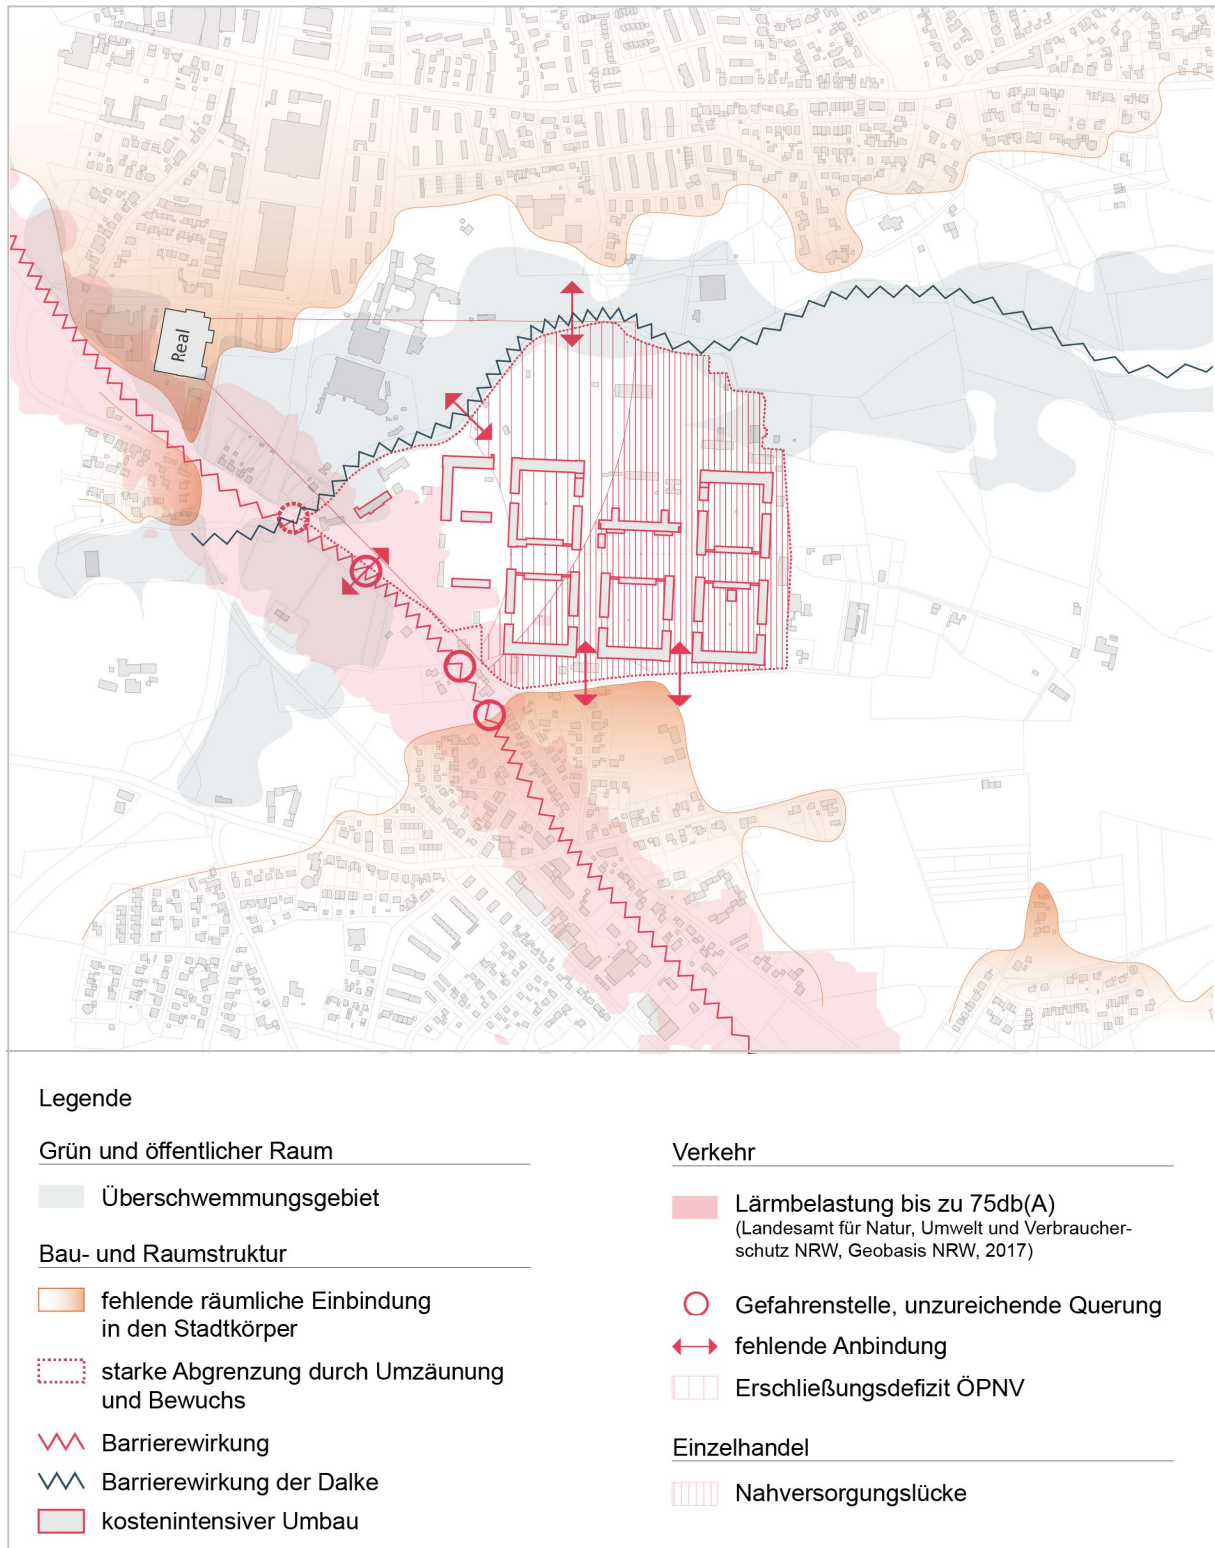 Real
Legende
Grün und öffentlicher Raum
Überschwemmungsgebiet
Bau- und Raumstruktur
fehlende räumliche Einbindung
in den Stadtkörper
starke Abgrenzung durch Umzäunung
und Bewuchs
Barrierewirkung
Barrierewirkung der Dalke
kostenintensiver Umbau
Verkehr
Lärmbelastung bis zu 75db(A)
(Landesamt für Natur, Umwelt und Verbraucher-
schutz NRW, Geobasis NRW, 2017)
Gefahrenstelle, unzureichende Querung
fehlende Anbindung
Erschließungsdefizit ÖPNV
Einzelhandel
Nahversorgungslücke